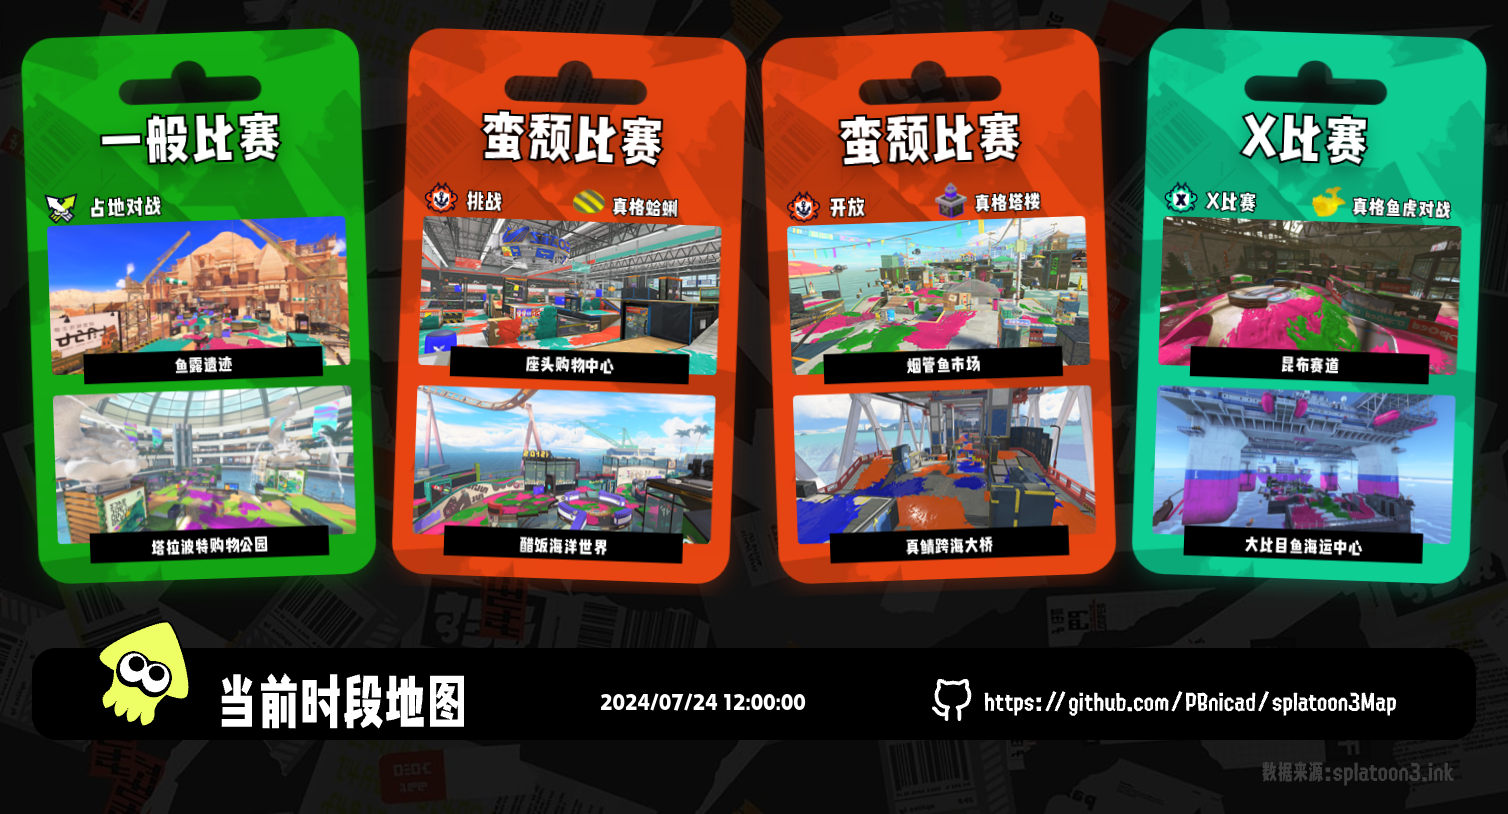 一般比赛
占地对战
鱼露遗迹
塔拉波特购物公园
蛮颓比赛
挑战
真格蛤蜊
座头购物中心
醋饭海洋世界
蛮颓比赛
开放
真格塔楼
烟管鱼市场
真鲭跨海大桥
X比赛
X比赛
真格鱼虎对战
昆布赛道
大比目鱼海运中心
当前时段地图
2024/07/24 12:00:00
https://github.com/PBnicad/splatoon3Map
数据来源:splatoon3.ink